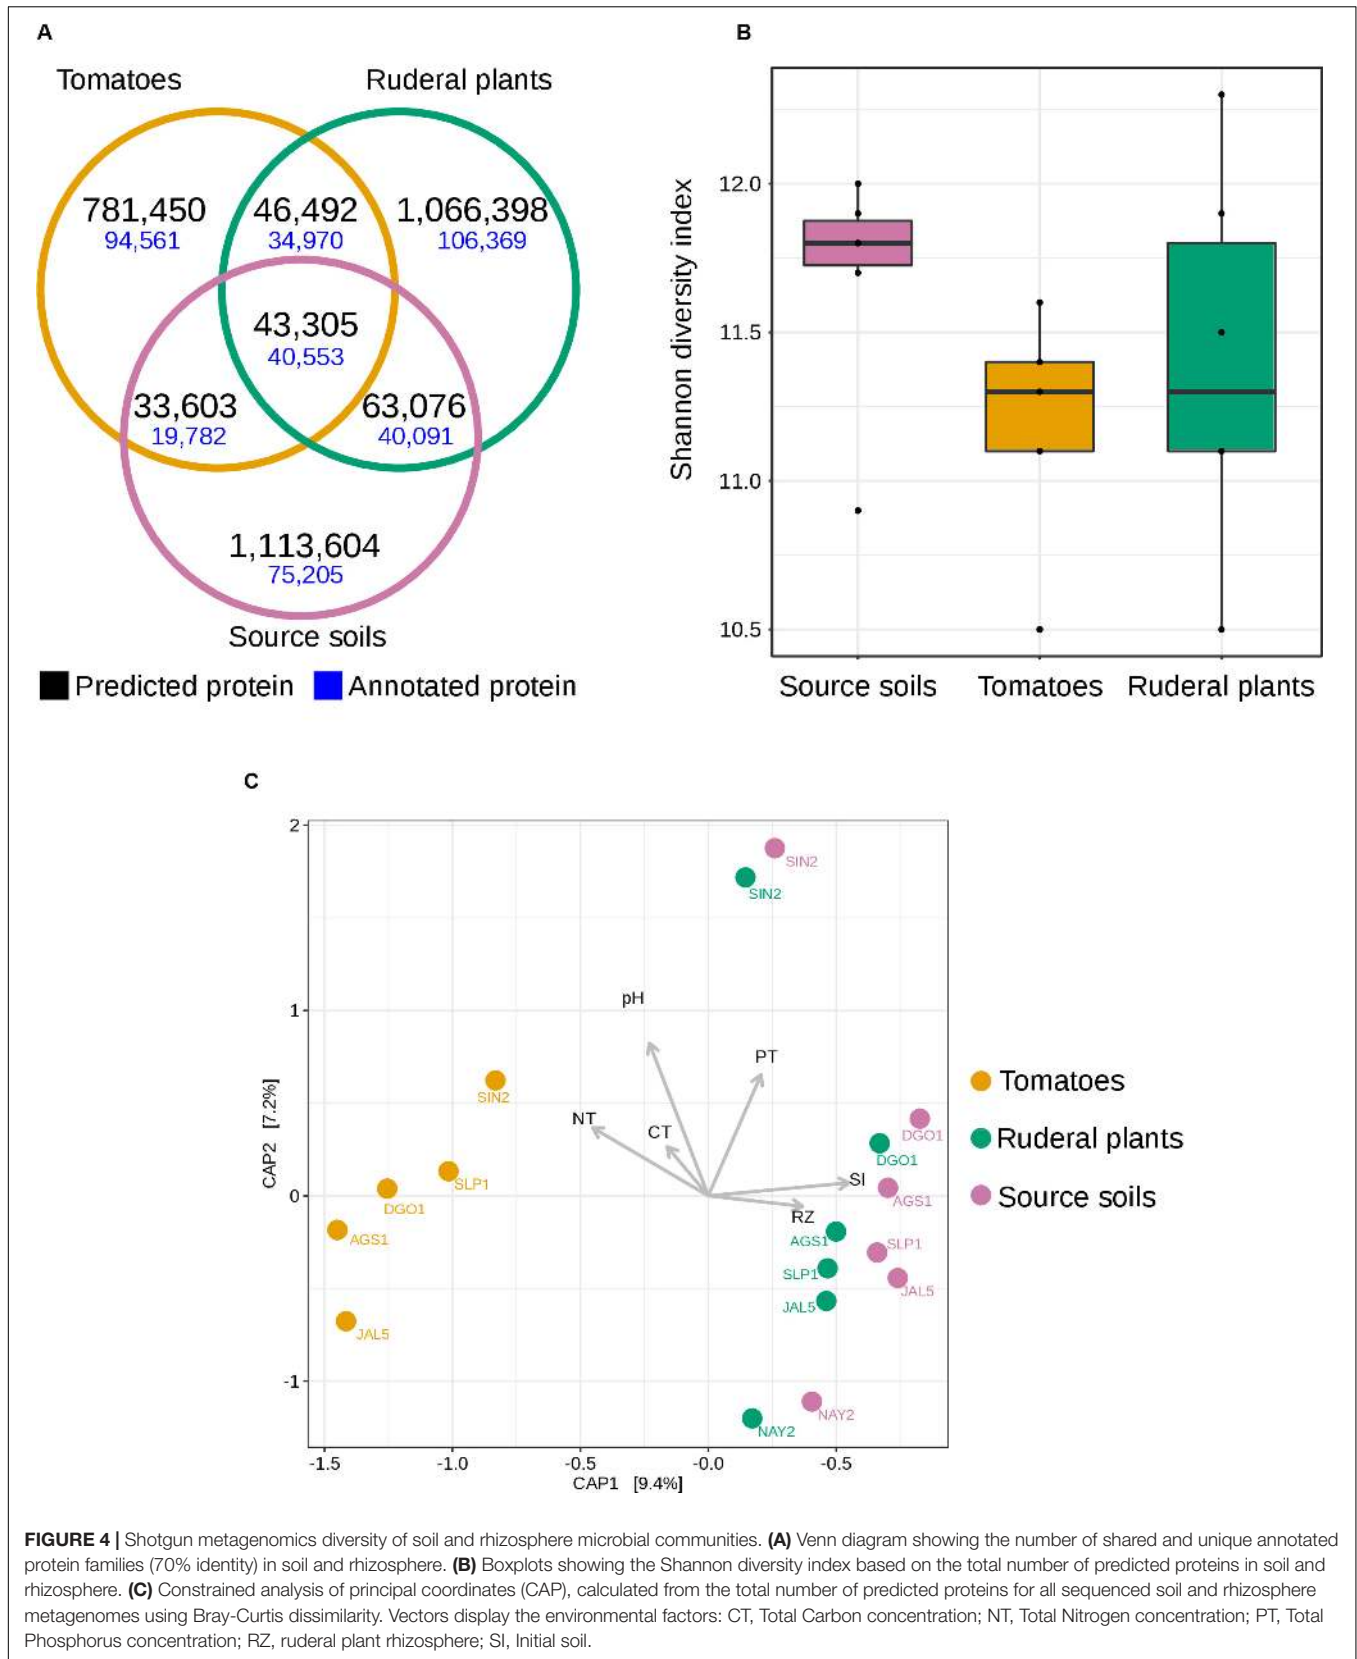 A
Tomatoes
Ruderal plants
781,450
94,561
46,492
34,970
1,066,398
106,369
43,305
40,553
33,603
19,782
63,076
40,091
1,113,604
75,205
Source soils
Predicted protein
Annotated protein
B
Shannon diversity index
12.0
11.5
11.0
10.5
Source soils
Tomatoes
Ruderal plants
C
CAP2 [7.2%]
2
1
0
-1
SIN2
SIN2
pH
PT
SIN2
NT
CT
DGO1
DGO1
SLP1
SI
DGO1
AGS1
RZ
AGS1
AGS1
SLP1
SLP1
JAL5
JAL5
JAL5
NAY2
NAY2
-1.5
-1.0
-0.5
-0.0
-0.5
CAP1 [9.4%]
Tomatoes
Ruderal plants
Source soils
FIGURE 4 | Shotgun metagenomics diversity of soil and rhizosphere microbial communities. (A) Venn diagram showing the number of shared and unique annotated
protein families (70% identity) in soil and rhizosphere. (B) Boxplots showing the Shannon diversity index based on the total number of predicted proteins in soil and
rhizosphere. (C) Constrained analysis of principal coordinates (CAP), calculated from the total number of predicted proteins for all sequenced soil and rhizosphere
metagenomes using Bray-Curtis dissimilarity. Vectors display the environmental factors: CT, Total Carbon concentration; NT, Total Nitrogen concentration; PT, Total
Phosphorus concentration; RZ, ruderal plant rhizosphere; SI, Initial soil.